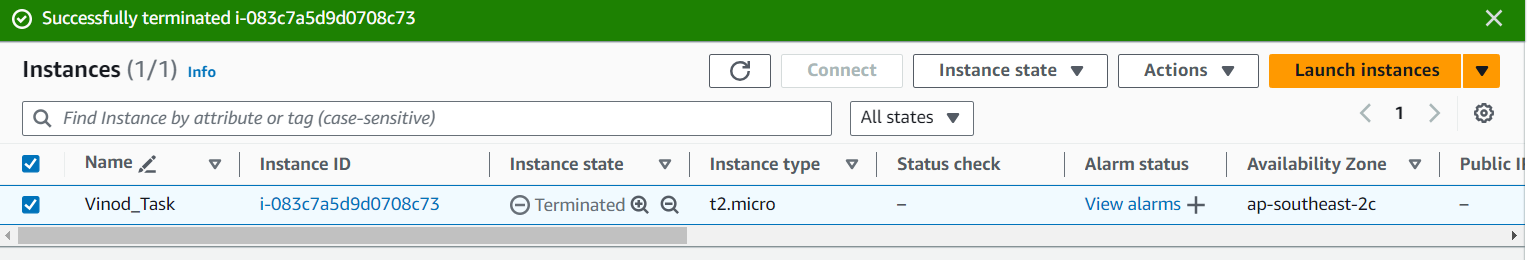 Successfully terminated i-083c7a5d9d0708c73
Instances (1/1) Info
Connect
Instance state
Actions
Launch instances
Find Instance by attribute or tag (case-sensitive)
All states
1
Name Instance ID Instance state Instance type Status check Alarm status Availability Zone Public
Vinod_Task i-083c7a5d9d0708c73 Terminated t2.micro – View alarms + ap-southeast-2c –